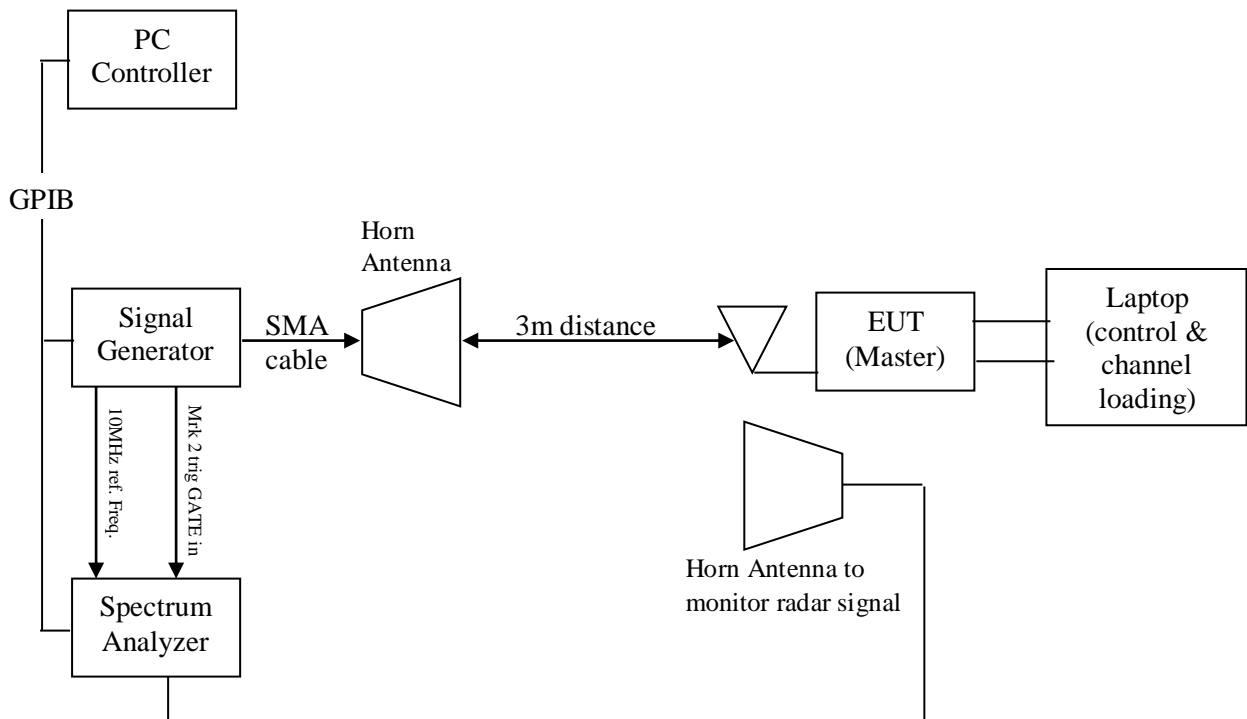 PC
Controller
GPIB
Horn
Antenna
Signal
Generator
SMA
cable
3m distance
EUT
(Master)
Laptop
(control &
channel
loading)
10MHz ref. Freq.
Mrk 2 trig GATE in
Horn Antenna to
monitor radar signal
Spectrum
Analyzer